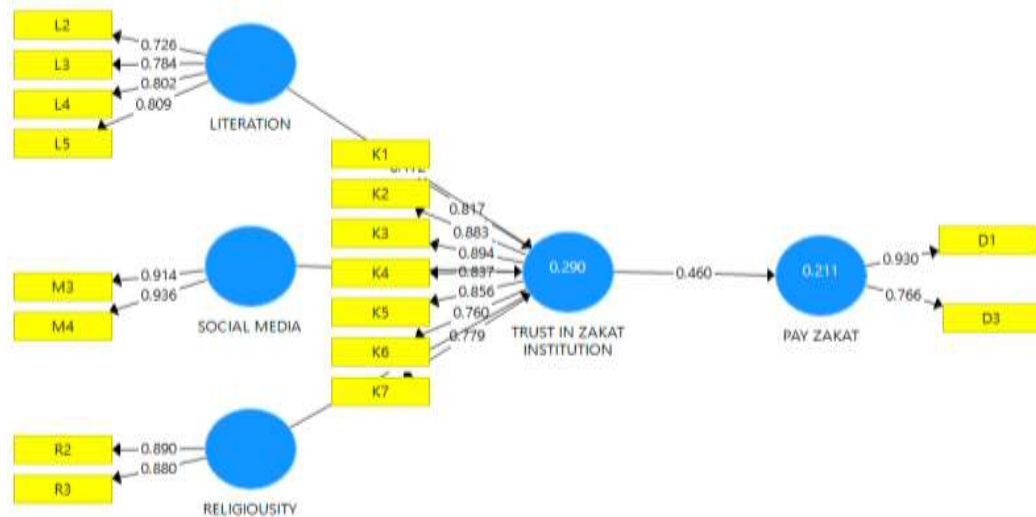 L2
0.726
L3
0.784
L4
0.802
L5
0.809
LITERATION
K1
0.817
K2
0.883
K3
0.894
K4
0.837
K5
0.856
K6
0.760
K7
0.779
M3
0.914
M4
0.936
SOCIAL MEDIA
0.290
TRUST IN ZAKAT
INSTITUTION
0.460
0.211
PAY ZAKAT
D1
0.930
D3
0.766
R2
0.890
R3
0.880
RELIGIOUSITY